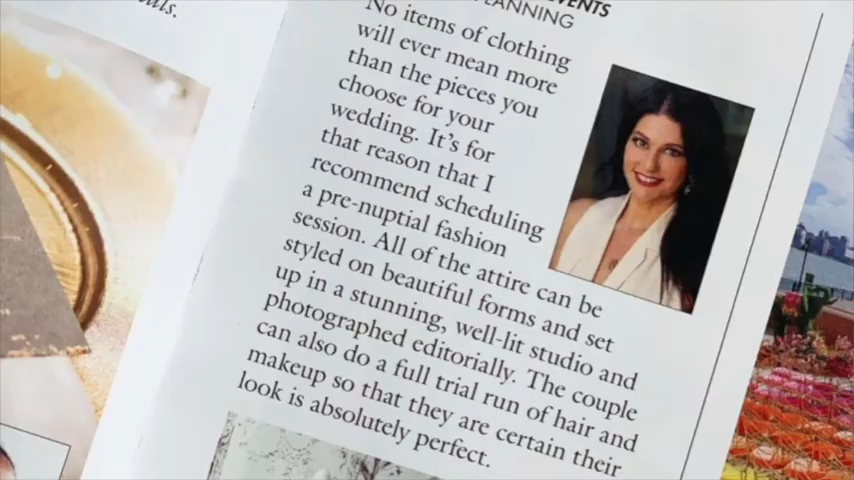 EVENTS
PLANNING
No items of clothing
will ever mean more
than the pieces you
choose for your
wedding. It's for
that reason that I
recommend scheduling
a pre-nuptial fashion
session. All of the attire can be
styled on beautiful forms and set
up in a stunning, well-lit studio and
photographed editorially. The couple
can also do a full trial run of hair and
makeup so that they are certain their
look is absolutely perfect.